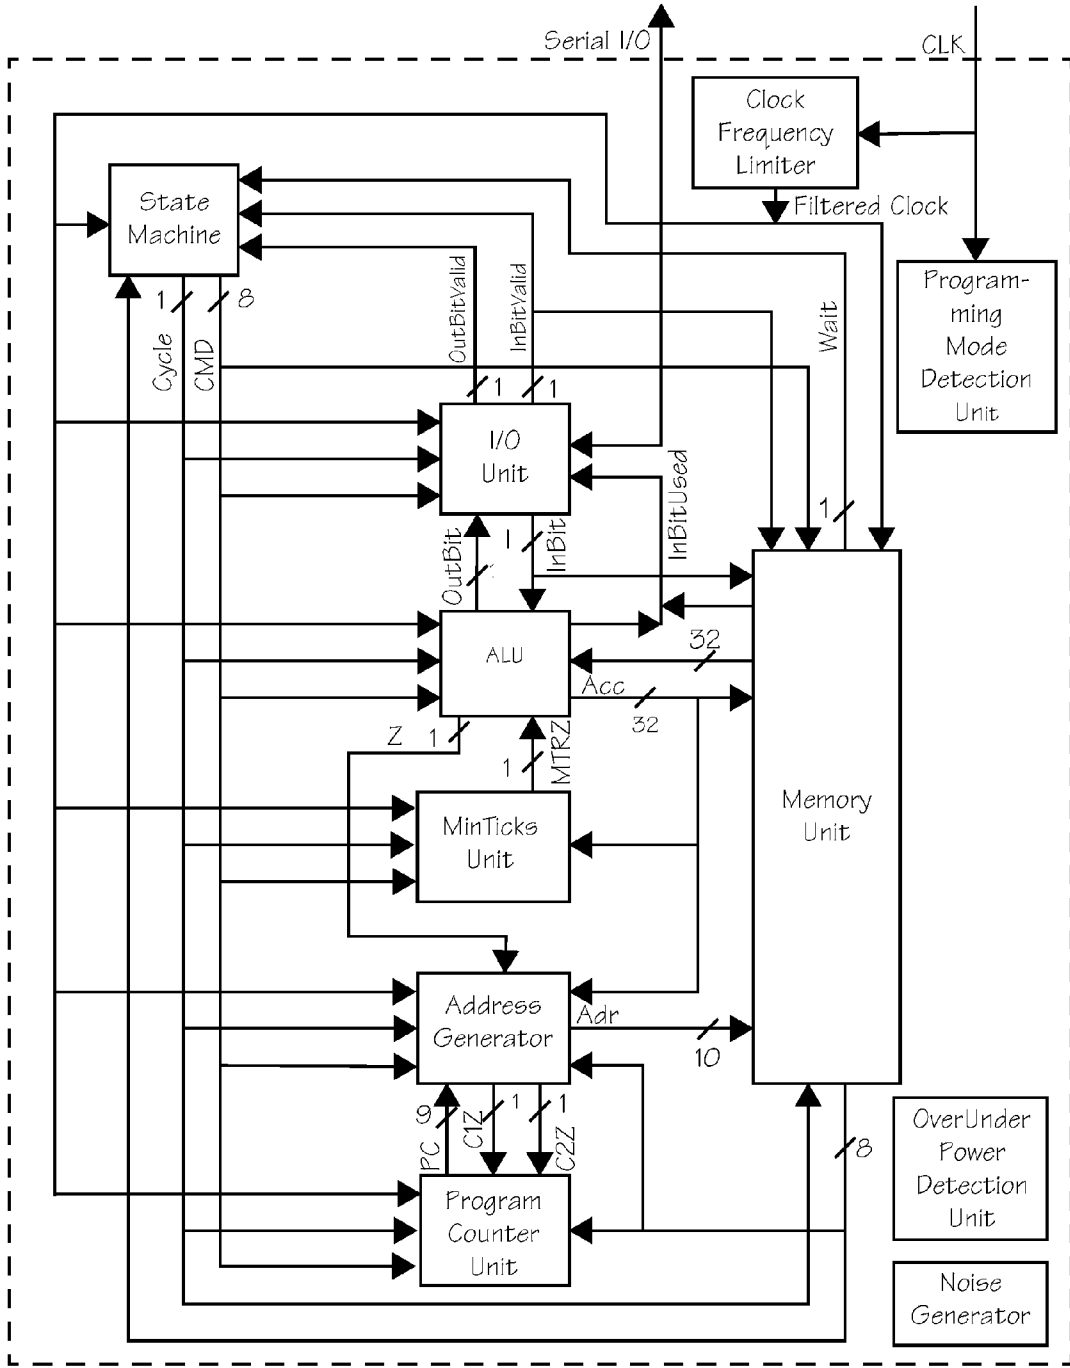 Serial I/O
CLK
Clock
Frequency
Limiter
Filtered Clock
State
Machine
Program-
ming
Mode
Detection
Unit
1
8
Cycle
CMD
OutBitValid
InBitValid
Wait
1
1
1
I/O
Unit
InBitUsed
OutBit
1
InBit
ALU
32
Acc
32
Z
1
1
MTRZ
MinTicks
Unit
Memory
Unit
Address
Generator
Adr
10
9
PC
C1Z
1
1
C2Z
8
Program
Counter
Unit
OverUnder
Power
Detection
Unit
Noise
Generator